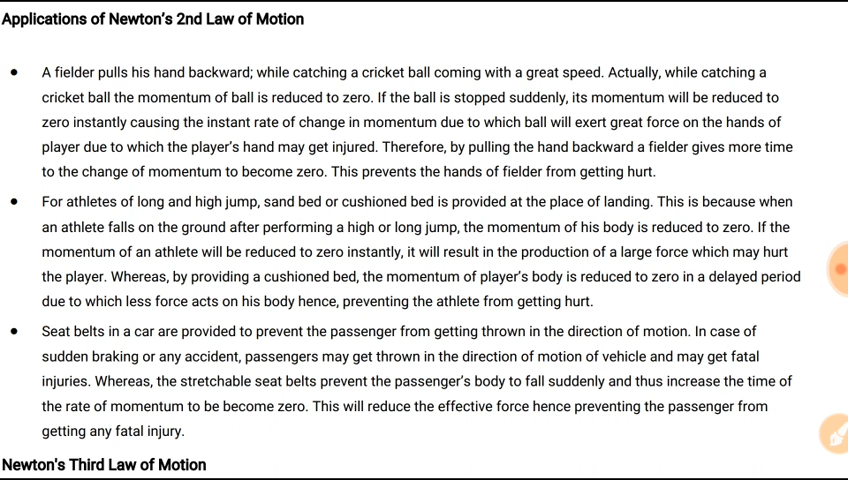 Applications of Newton's 2nd Law of Motion
● A fielder pulls his hand backward; while catching a cricket ball coming with a great speed. Actually, while catching a
cricket ball the momentum of ball is reduced to zero. If the ball is stopped suddenly, its momentum will be reduced to
zero instantly causing the instant rate of change in momentum due to which ball will exert great force on the hands of
player due to which the player's hand may get injured. Therefore, by pulling the hand backward a fielder gives more time
to the change of momentum to become zero. This prevents the hands of fielder from getting hurt.
● For athletes of long and high jump, sand bed or cushioned bed is provided at the place of landing. This is because when
an athlete falls on the ground after performing a high or long jump, the momentum of his body is reduced to zero. If the
momentum of an athlete will be reduced to zero instantly, it will result in the production of a large force which may hurt
the player. Whereas, by providing a cushioned bed, the momentum of player's body is reduced to zero in a delayed period
due to which less force acts on his body hence, preventing the athlete from getting hurt.
● Seat belts in a car are provided to prevent the passenger from getting thrown in the direction of motion. In case of
sudden braking or any accident, passengers may get thrown in the direction of motion of vehicle and may get fatal
injuries. Whereas, the stretchable seat belts prevent the passenger's body to fall suddenly and thus increase the time of
the rate of momentum to be become zero. This will reduce the effective force hence preventing the passenger from
getting any fatal injury.
Newton's Third Law of Motion